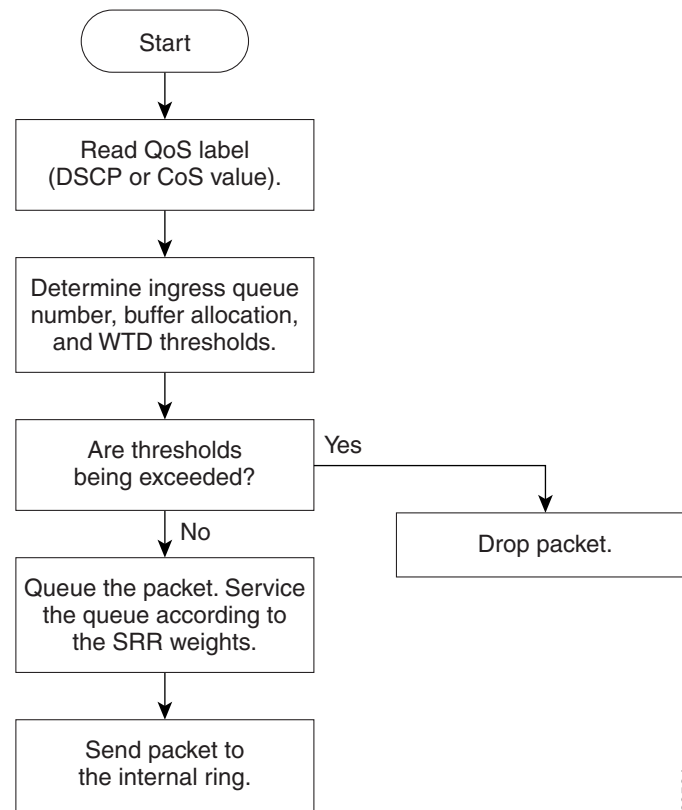 Start
Read QoS label
(DSCP or CoS value).
Determine ingress queue
number, buffer allocation,
and WTD thresholds.
Are thresholds
being exceeded?
Yes
No
Drop packet.
Queue the packet. Service
the queue according to
the SRR weights.
Send packet to
the internal ring.